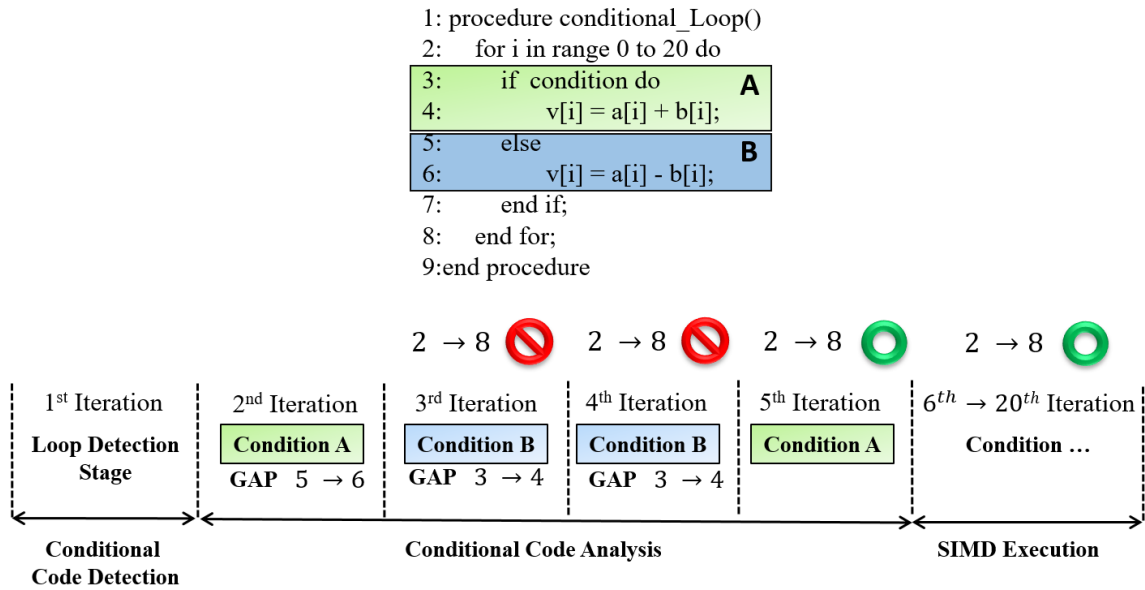 1: procedure conditional_Loop()
2: for i in range 0 to 20 do
3: if condition do
A
4: v[i] = a[i] + b[i];
5: else
B
6: v[i] = a[i] - b[i];
7: end if;
8: end for;
9:end procedure
2 → 8
2 → 8
2 → 8
2 → 8
1st Iteration
2nd Iteration
3rd Iteration
4th Iteration
5th Iteration
6th → 20th Iteration
Loop Detection
Stage
Condition A
Condition B
Condition B
Condition A
Condition ...
GAP 5 → 6
GAP 3 → 4
GAP 3 → 4
Conditional
Code Detection
Conditional Code Analysis
SIMD Execution